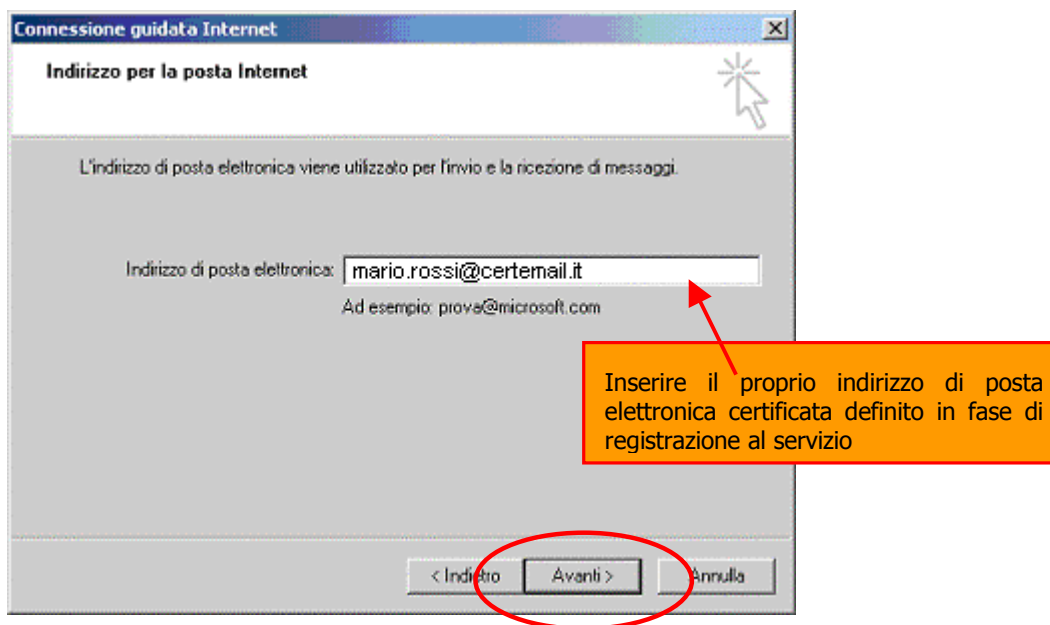 Connessione guidata Internet
Indirizzo per la posta Internet
L'indirizzo di posta elettronica viene utilizzato per l'invio e la ricezione di messaggi.
Indirizzo di posta elettronica: mario.rossi@certemail.it
Ad esempio: prova@microsoft.com
Inserire il proprio indirizzo di posta
elettronica certificata definito in fase di
registrazione al servizio
< Indietro Avanti > Annulla